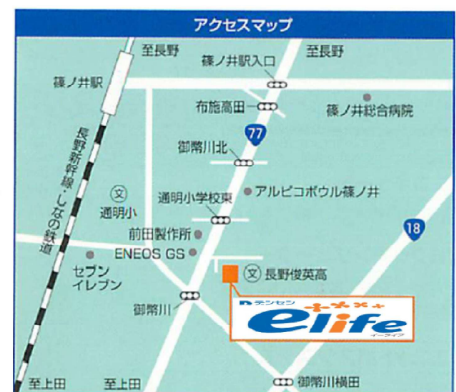 アクセスマップ
至長野
至長野
篠ノ井駅入口
篠ノ井駅
布施高田
篠ノ井総合病院
77
御幣川北
長野新幹線・しなの鉄道
文
通明小
通明小学校東
アルピコボウル篠ノ井
18
前田製作所
ENEOS GS
セブン
イレブン
文 長野俊英高
御幣川
n テンセン
elife
イーライフ
御幣川横田
至上田
至上田